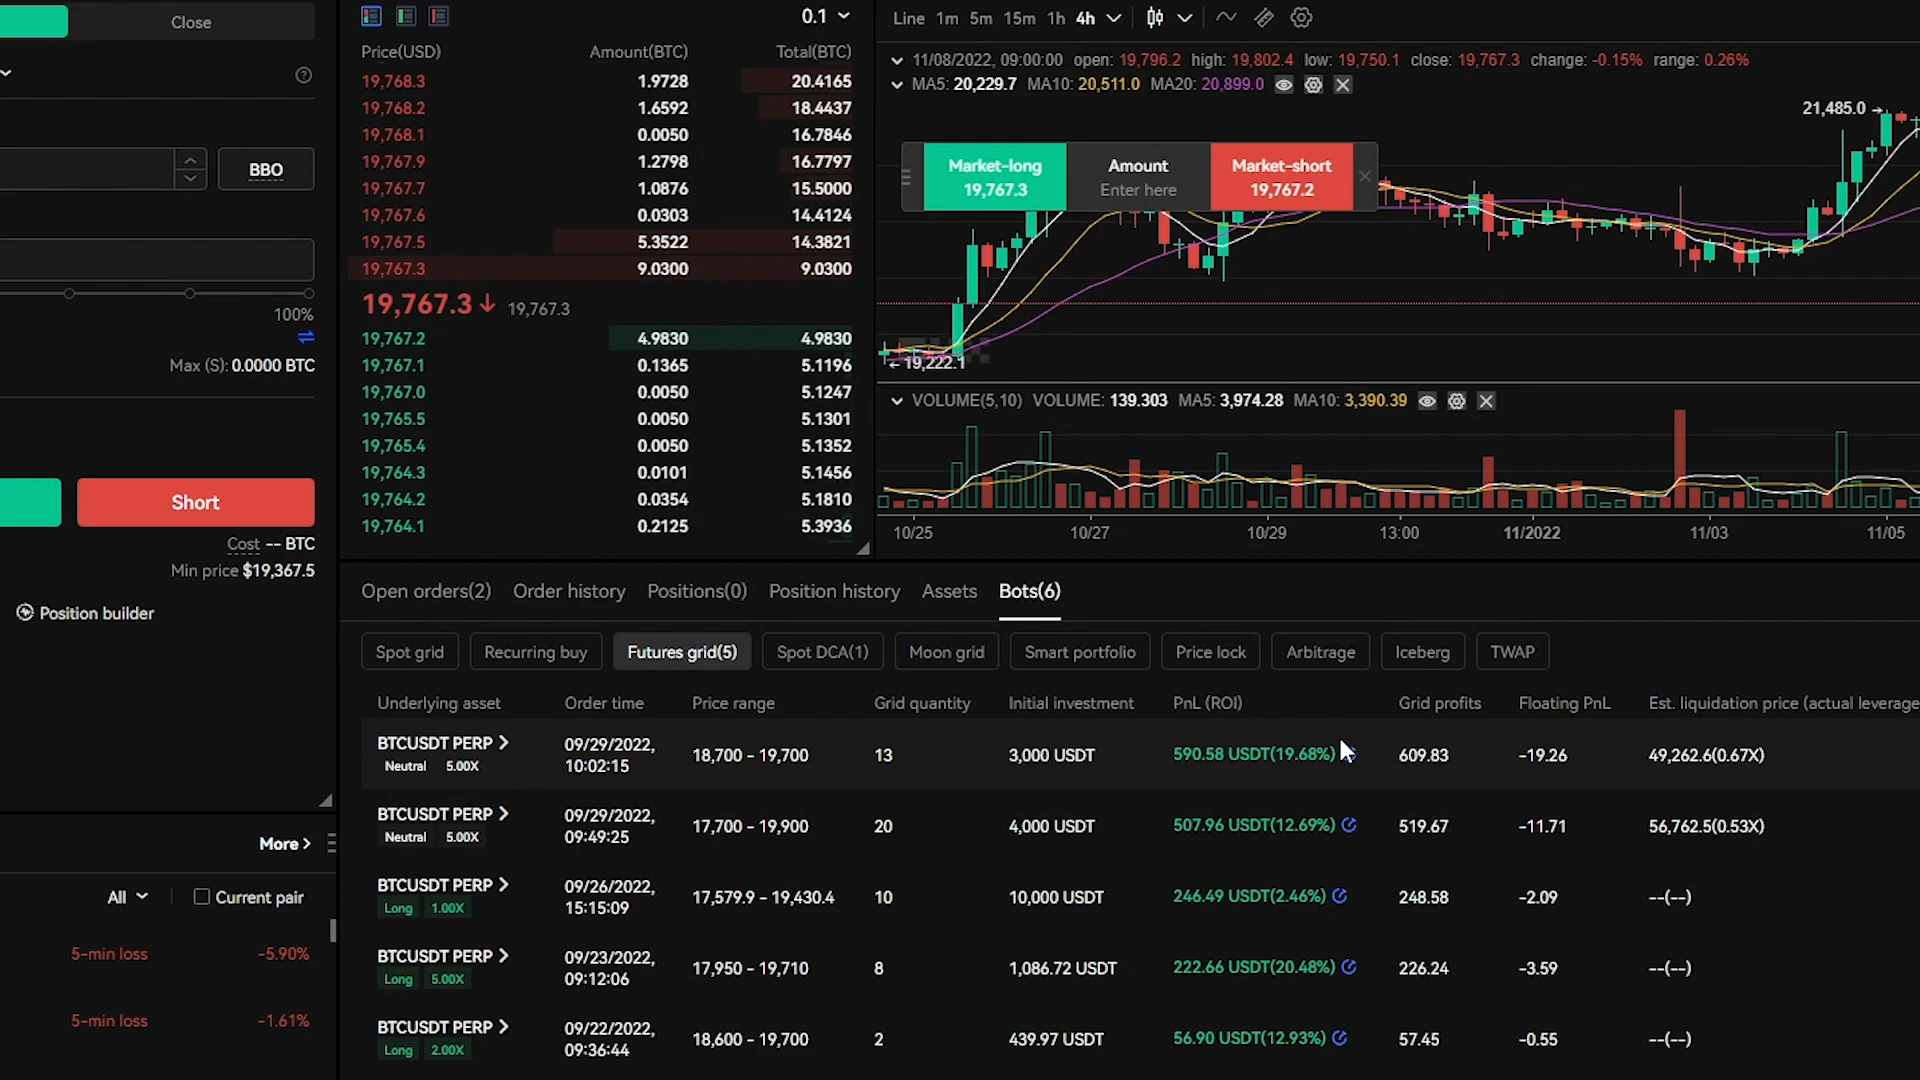 Close
BBO
100%
Max (S): 0.0000 BTC
Short
Cost -- BTC
Min price $19,367.5
Position builder
More >
All
Current pair
5-min loss -5.90%
5-min loss -1.61%
0.1
Price(USD) Amount(BTC) Total(BTC)
19,768.3 1.9728 20.4165
19,768.2 1.6592 18.4437
19,768.1 0.0050 16.7846
19,767.9 1.2798 16.7797
19,767.7 1.0876 15.5000
19,767.6 0.0303 14.4124
19,767.5 5.3522 14.3821
19,767.3 9.0300 9.0300
19,767.3 ↓ 19,767.3
19,767.2 4.9830 4.9830
19,767.1 0.1365 5.1196
19,767.0 0.0050 5.1247
19,765.5 0.0050 5.1301
19,765.4 0.0050 5.1352
19,764.3 0.0101 5.1456
19,764.2 0.0354 5.1810
19,764.1 0.2125 5.3936
Line 1m 5m 15m 1h 4h
11/08/2022, 09:00:00 open: 19,796.2 high: 19,802.4 low: 19,750.1 close: 19,767.3 change: -0.15% range: 0.26%
MA5: 20,229.7 MA10: 20,511.0 MA20: 20,899.0
21,485.0 →
Market-long Amount Market-short
19,767.3 Enter here 19,767.2
← 19,222.1
VOLUME(5,10) VOLUME: 139.303 MA5: 3,974.28 MA10: 3,390.39
10/25 10/27 10/29 13:00 11/2022 11/03 11/05
Open orders(2) Order history Positions(0) Position history Assets Bots(6)
Spot grid Recurring buy Futures grid(5) Spot DCA(1) Moon grid Smart portfolio Price lock Arbitrage Iceberg TWAP
Underlying asset Order time Price range Grid quantity Initial investment PnL (ROI) Grid profits Floating PnL Est. liquidation price (actual leverage
BTCUSDT PERP > 09/29/2022, 18,700 - 19,700 13 3,000 USDT 590.58 USDT(19.68%) 609.83 -19.26 49,262.6(0.67X)
Neutral 5.00X 10:02:15
BTCUSDT PERP > 09/29/2022, 17,700 - 19,900 20 4,000 USDT 507.96 USDT(12.69%) 519.67 -11.71 56,762.5(0.53X)
Neutral 5.00X 09:49:25
BTCUSDT PERP > 09/26/2022, 17,579.9 - 19,430.4 10 10,000 USDT 246.49 USDT(2.46%) 248.58 -2.09 --(--)
Long 1.00X 15:15:09
BTCUSDT PERP > 09/23/2022, 17,950 - 19,710 8 1,086.72 USDT 222.66 USDT(20.48%) 226.24 -3.59 --(--)
Long 5.00X 09:12:06
BTCUSDT PERP > 09/22/2022, 18,600 - 19,700 2 439.97 USDT 56.90 USDT(12.93%) 57.45 -0.55 --(--)
Long 2.00X 09:36:44